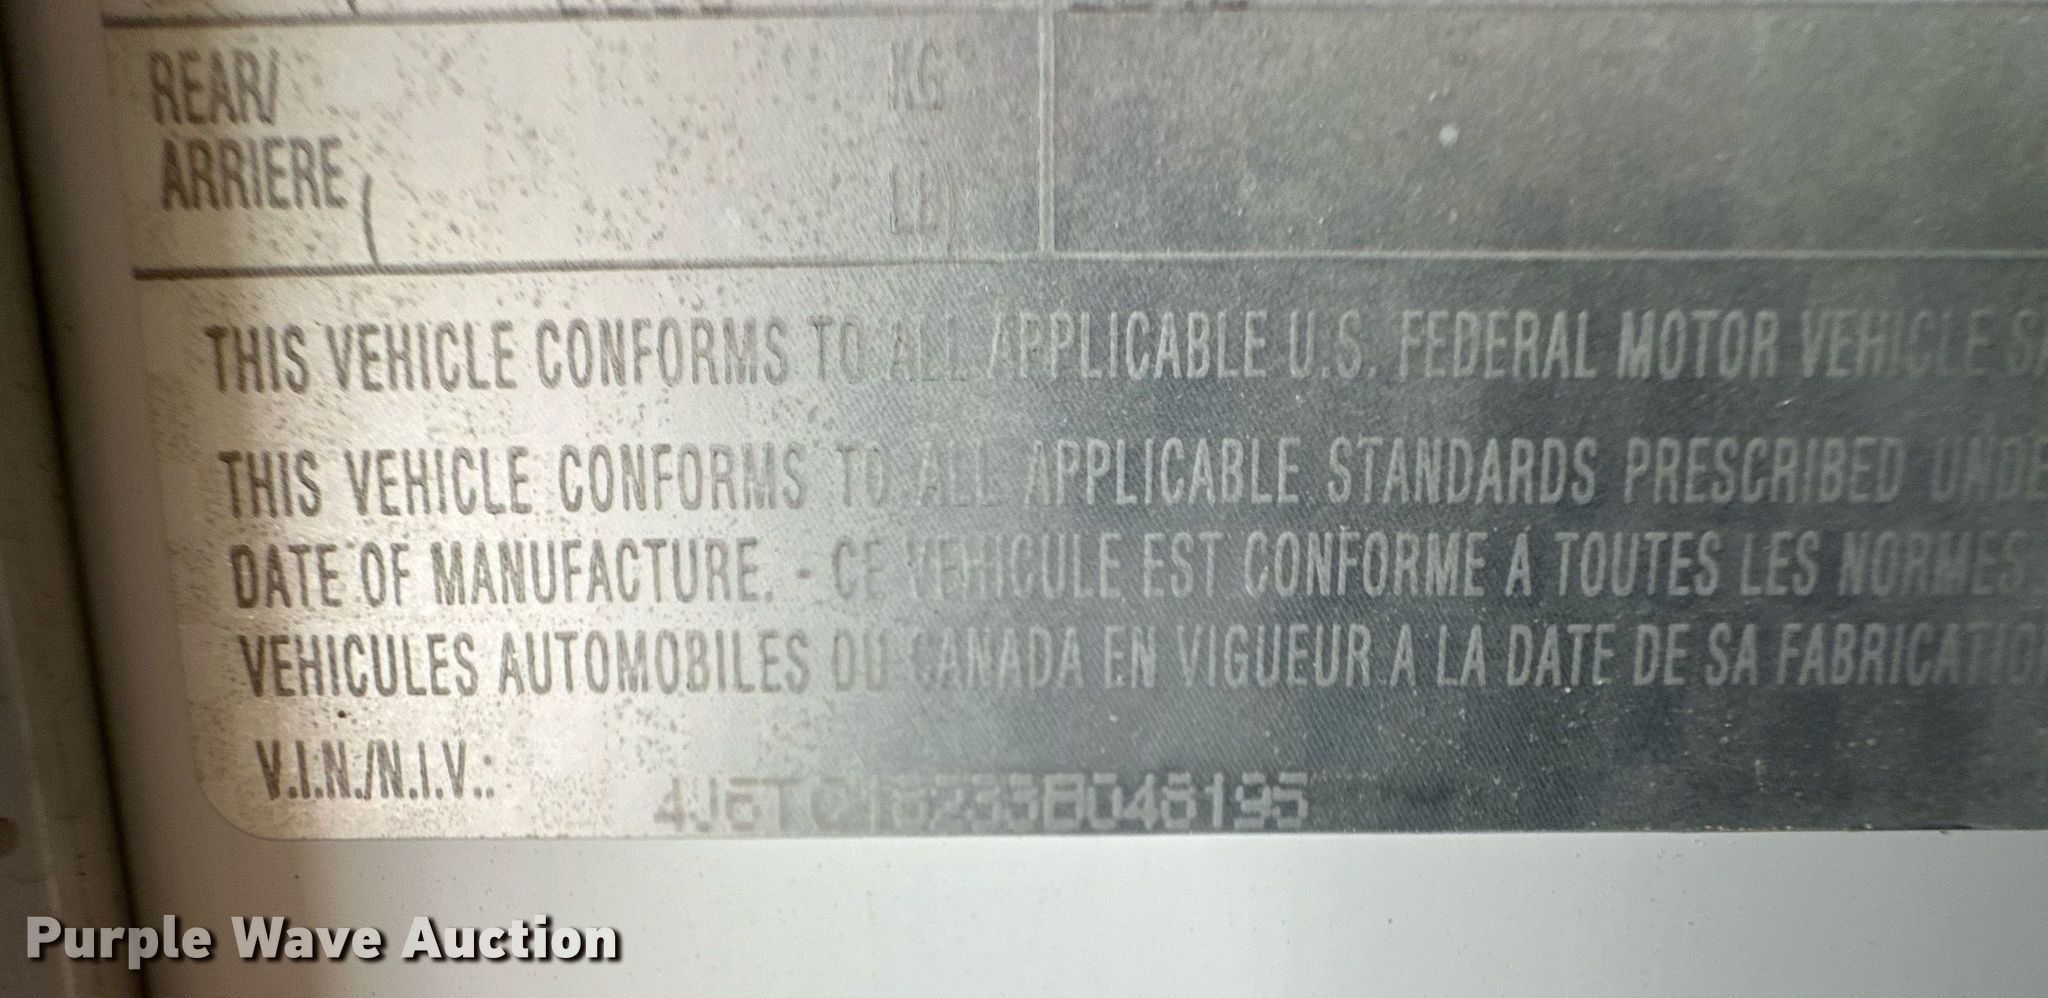 REAR/
ARRIERE
KG
LB
THIS VEHICLE CONFORMS TO ALL APPLICABLE U.S. FEDERAL MOTOR VEHICLE
THIS VEHICLE CONFORMS TO ALL APPLICABLE STANDARDS PRESCRIBED UNDE
DATE OF MANUFACTURE. - CE VEHICULE EST CONFORME A TOUTES LES NORMES
VEHICULES AUTOMOBILES DU CANADA EN VIGUEUR A LA DATE DE SA FABRICATIO
V.I.N./N.I.V.:
Purple Wave Auction